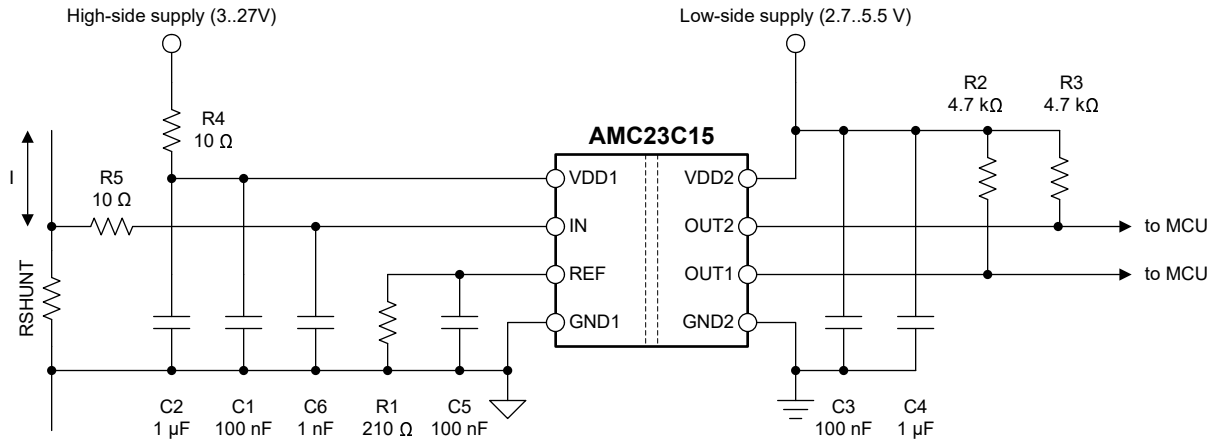 High-side supply (3..27V)
Low-side supply (2.7..5.5 V)
R4
10 Ω
R2
4.7 kΩ
R3
4.7 kΩ
AMC23C15
I
R5
10 Ω
VDD1
VDD2
IN
OUT2
to MCU
REF
OUT1
to MCU
RSHUNT
GND1
GND2
C2
1 µF
C1
100 nF
C6
1 nF
R1
210 Ω
C5
100 nF
C3
100 nF
C4
1 µF